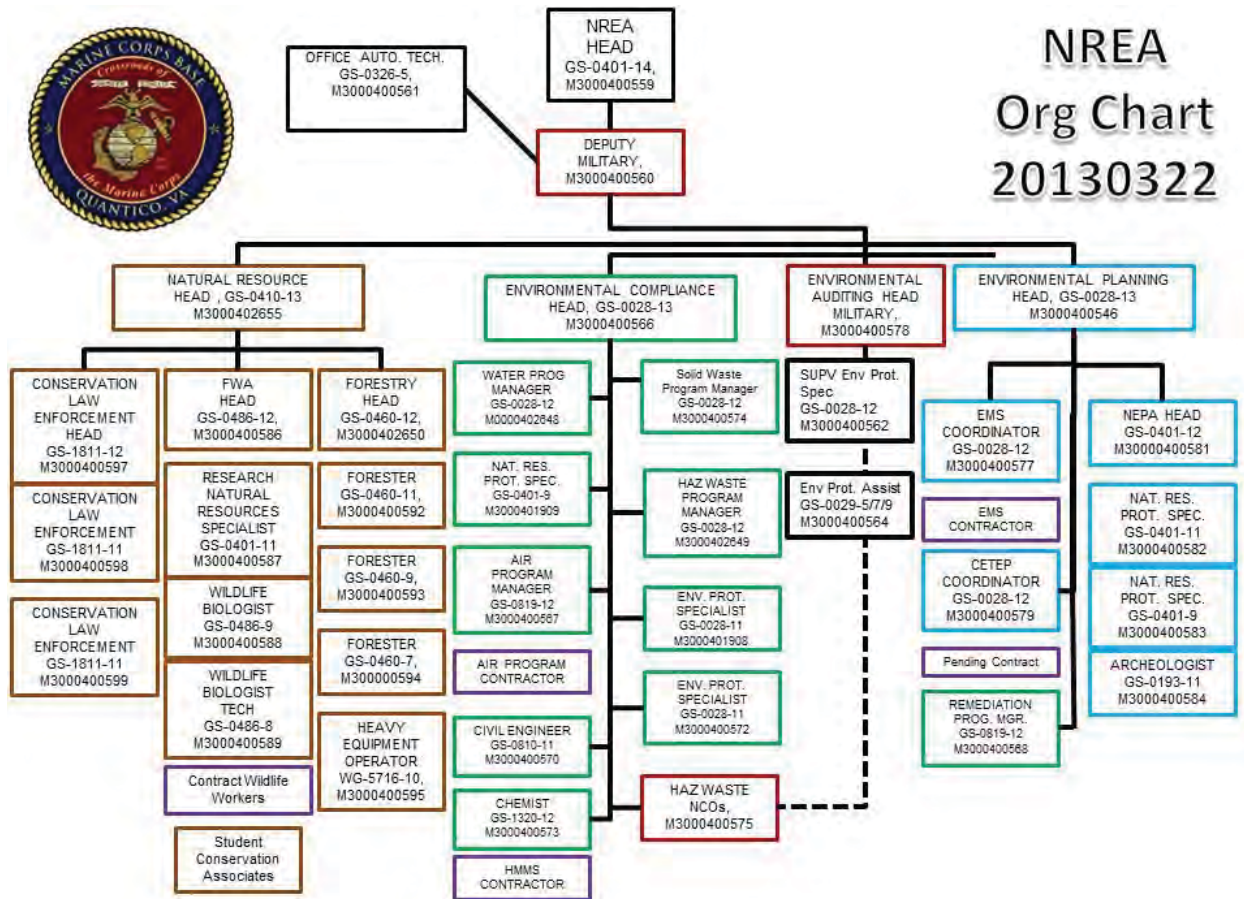 MARINE CORPS BASE
Crossroads of
the Marine Corps
QUANTICO, VA
OFFICE AUTO. TECH.
GS-0326-5,
M3000400561
NREA
HEAD
GS-0401-14,
M3000400559
NREA
Org Chart
20130322
DEPUTY
MILITARY,
M3000400560
NATURAL RESOURCE
HEAD , GS-0410-13
M3000402655
ENVIRONMENTAL COMPLIANCE
HEAD, GS-0028-13
M3000400566
ENVIRONMENTAL
AUDITING HEAD
MILITARY,
M3000400578
ENVIRONMENTAL PLANNING
HEAD, GS-0028-13
M3000400546
CONSERVATION
LAW
ENFORCEMENT
HEAD
GS-1811-12
M3000400597
CONSERVATION
LAW
ENFORCEMENT
GS-1811-11
M3000400598
CONSERVATION
LAW
ENFORCEMENT
GS-1811-11
M3000400599
FWA
HEAD
GS-0486-12,
M3000400586
RESEARCH
NATURAL
RESOURCES
SPECIALIST
GS-0401-11
M3000400587
WILDLIFE
BIOLOGIST
GS-0486-9
M3000400588
WILDLIFE
BIOLOGIST
TECH
GS-0486-8
M3000400589
Contract Wildlife
Workers
Student
Conservation
Associates
FORESTRY
HEAD
GS-0460-12,
M3000402650
FORESTER
GS-0460-11,
M3000400592
FORESTER
GS-0460-9,
M3000400593
FORESTER
GS-0460-7,
M300000594
HEAVY
EQUIPMENT
OPERATOR
WG-5716-10,
M3000400595
WATER PROG
MANAGER
GS-0028-12
M0000402648
NAT. RES.
PROT. SPEC.
GS-0401-9
M3000401909
AIR
PROGRAM
MANAGER
GS-0819-12
M3000400567
AIR PROGRAM
CONTRACTOR
CIVIL ENGINEER
GS-0810-11
M3000400570
CHEMIST
GS-1320-12
M3000400573
HMMS
CONTRACTOR
Solid Waste
Program Manager
GS-0028-12
M3000400574
HAZ WASTE
PROGRAM
MANAGER
GS-0028-12
M3000402649
ENV. PROT.
SPECIALIST
GS-0028-11
M3000401908
ENV. PROT.
SPECIALIST
GS-0028-11
M3000400572
HAZ WASTE
NCOs,
M3000400575
SUPV Env Prot.
Spec
GS-0028-12
M3000400562
Env Prot. Assist
GS-0029-5/7/9
M3000400564
EMS
COORDINATOR
GS-0028-12
M3000400577
EMS
CONTRACTOR
CETEP
COORDINATOR
GS-0028-12
M3000400579
Pending Contract
REMEDIATION
PROG. MGR.
GS-0819-12
M3000400568
NEPA HEAD
GS-0401-12
M30000400581
NAT. RES.
PROT. SPEC.
GS-0401-11
M3000400582
NAT. RES.
PROT. SPEC.
GS-0401-9
M3000400583
ARCHEOLOGIST
GS-0193-11
M3000400584